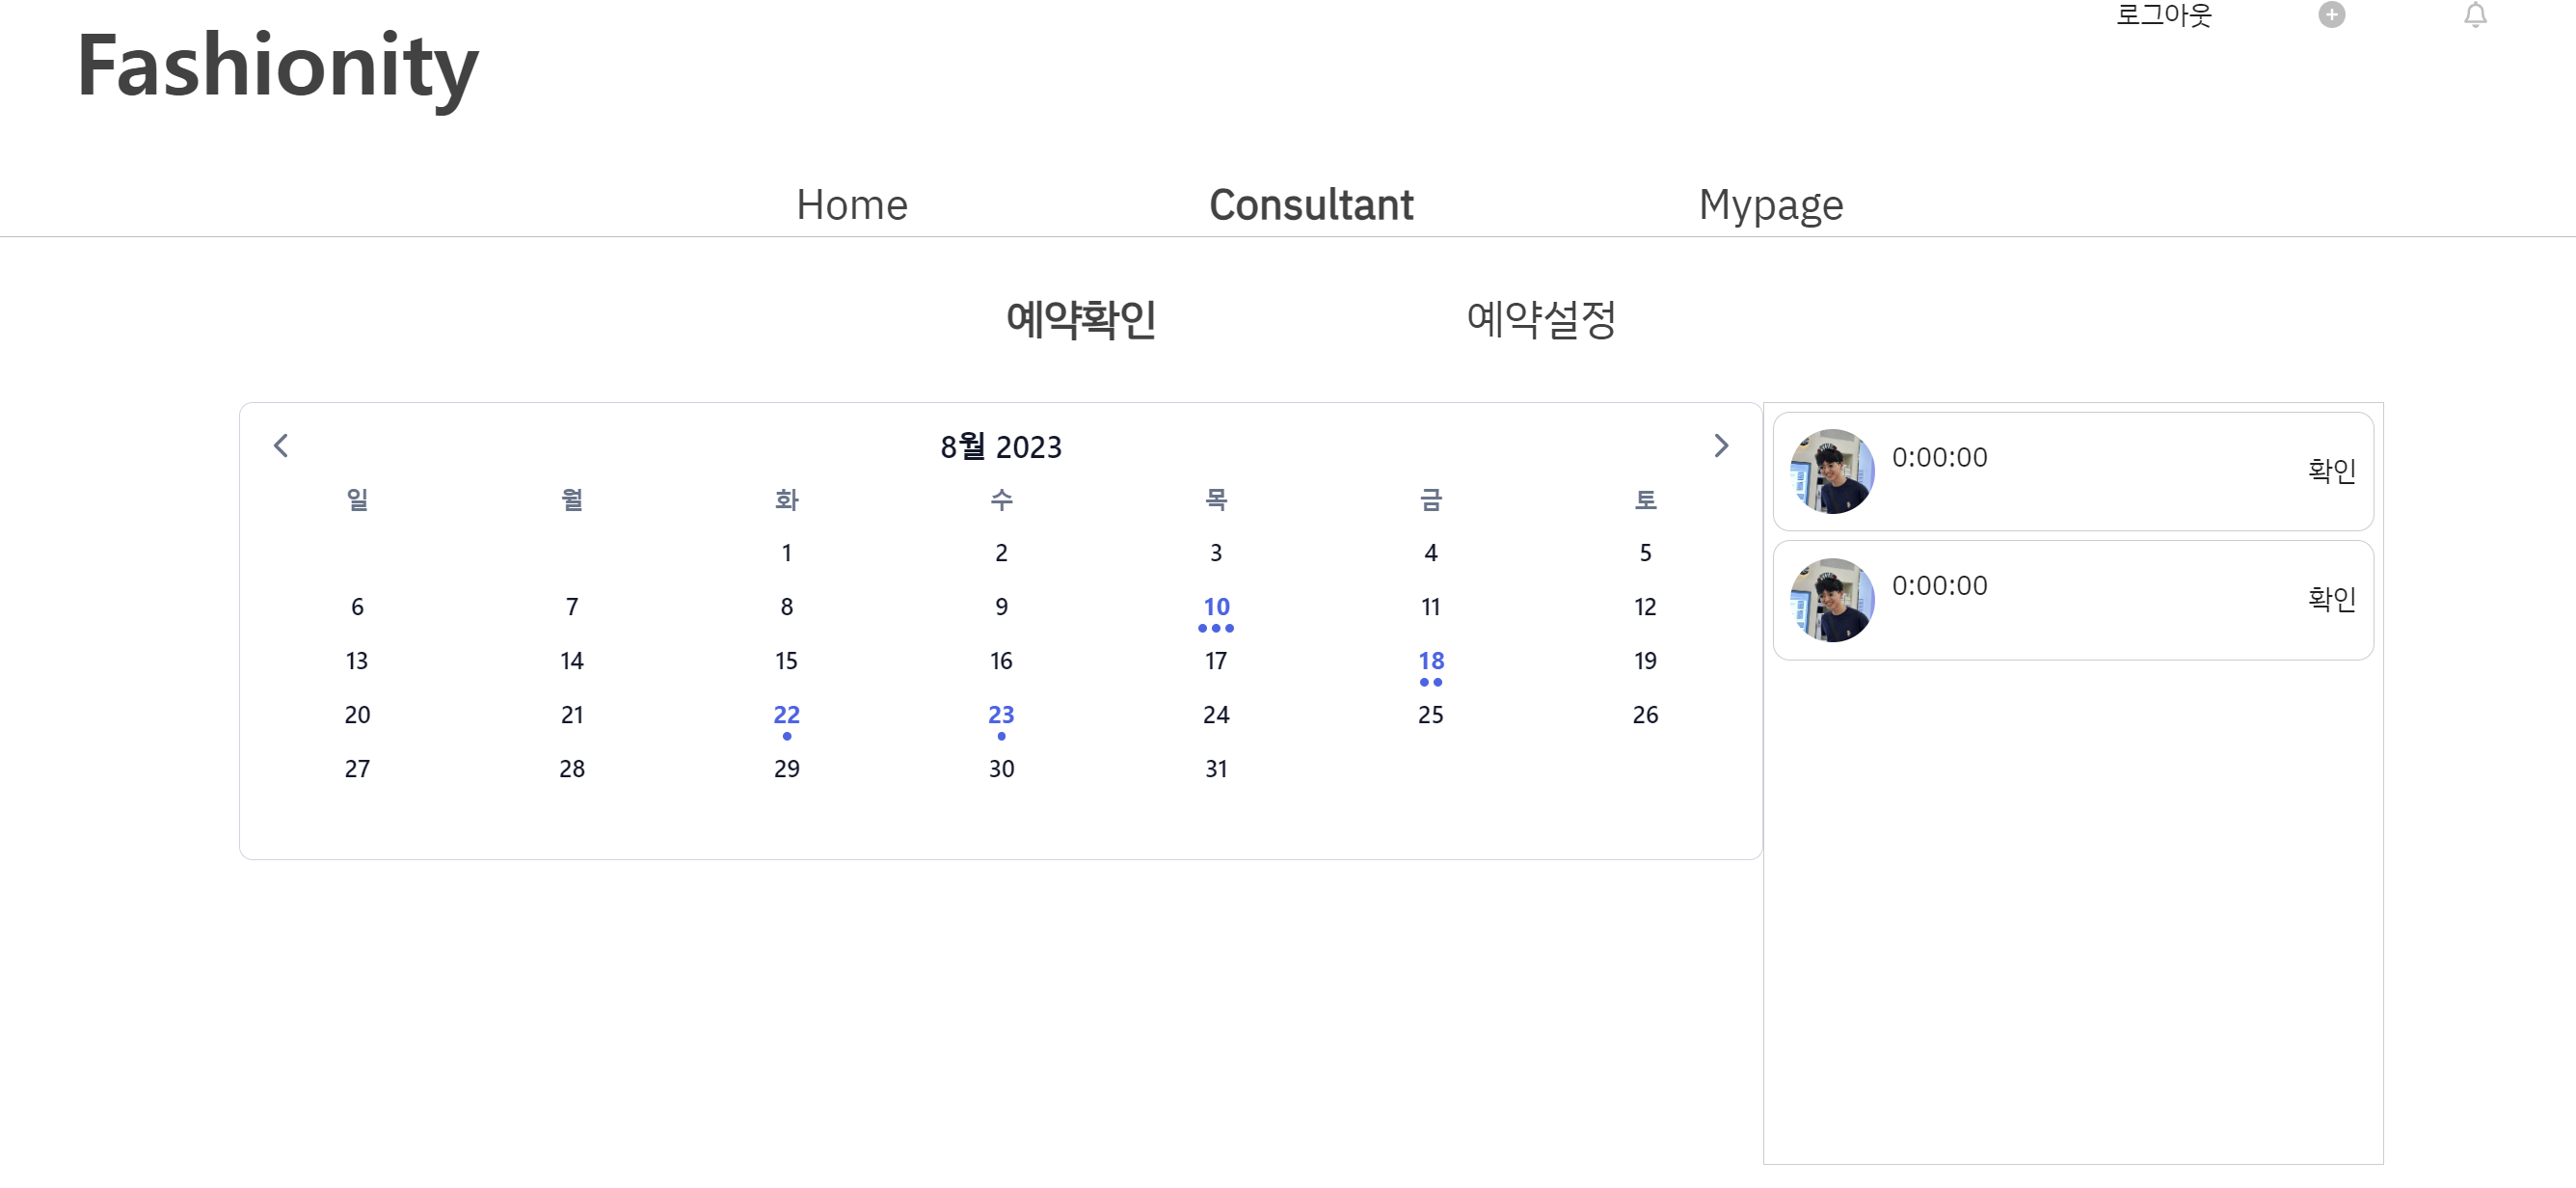 로그아웃
Fashionity
Home Consultant Mypage
예약확인 예약설정
8월 2023
일 월 화 수 목 금 토
1 2 3 4 5
6 7 8 9 10 11 12
13 14 15 16 17 18 19
20 21 22 23 24 25 26
27 28 29 30 31
0:00:00
확인
0:00:00
확인